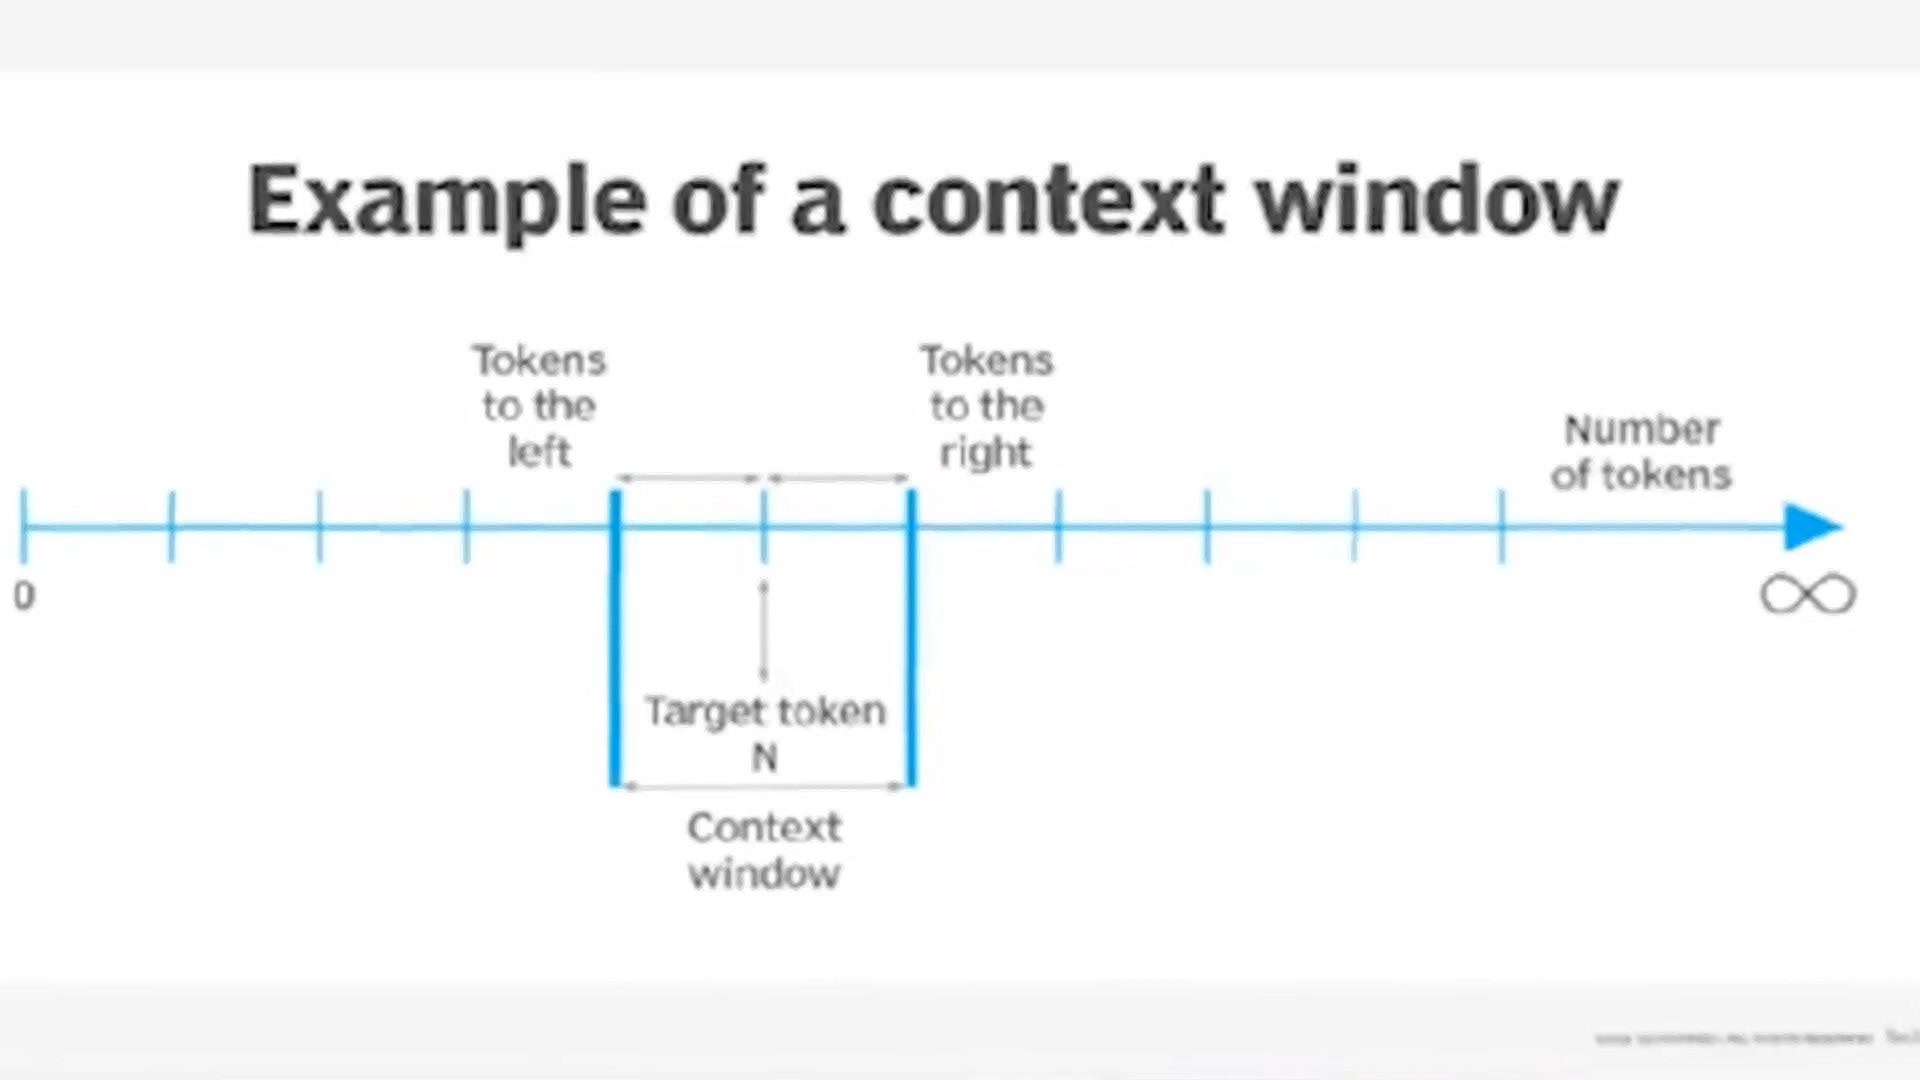 Example of a context window
Tokens
to the
left
Tokens
to the
right
Number
of tokens
0
∞
Target token
N
Context
window